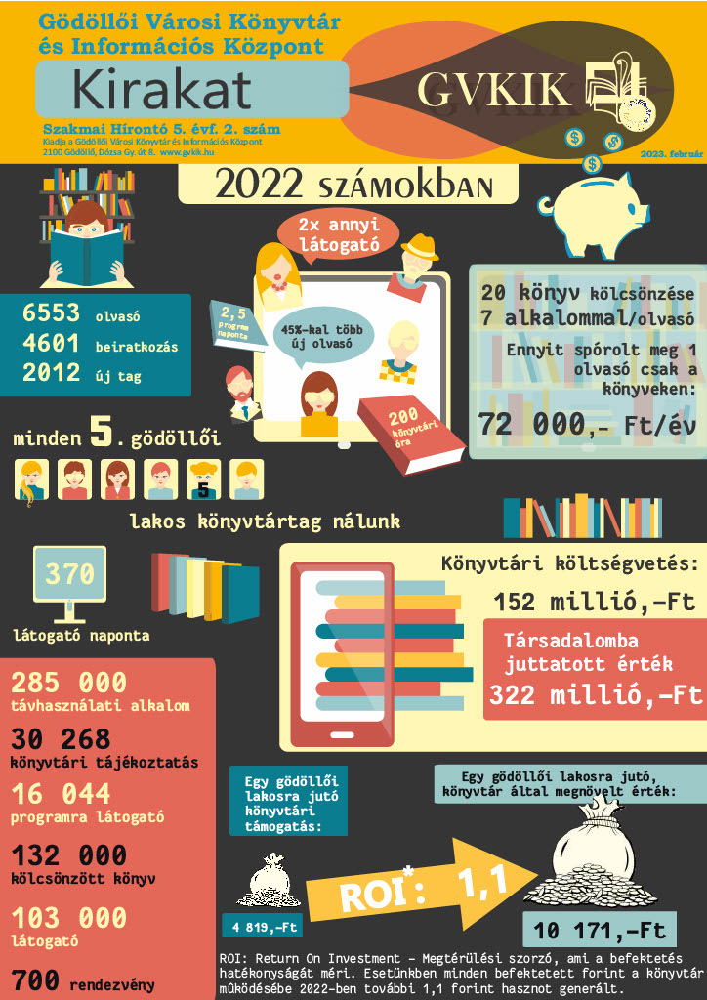 Gödöllői Városi Könyvtár
és Információs Központ
Kirakat
GVKIK
Szakmai Hírontó 5. évf. 2. szám
Kiadja a Gödöllői Városi Könyvtár és Információs Központ
2100 Gödöllő, Dózsa Gy. út 8. www.gvkik.hu
2023. február
$
$
$
2022 SZÁMOKBAN
2x annyi
látogató
6553 olvasó
4601 beiratkozás
2012 új tag
2,5
program
naponta
45%-kal több
új olvasó
200
könyvtári
óra
20 könyv kölcsönzése
7 alkalommal/olvasó
Ennyit spórolt meg 1
olvasó csak a
könyveken:
72 000,- Ft/év
minden 5. gödöllői
5
lakos könyvtártag nálunk
370
látogató naponta
Könyvtári költségvetés:
152 millió,-Ft
Társadalomba
juttatott érték
322 millió,-Ft
285 000
távhasználati alkalom
30 268
könyvtári tájékoztatás
16 044
programra látogató
132 000
kölcsönzött könyv
103 000
látogató
700 rendezvény
Egy gödöllői
lakosra jutó
könyvtári
támogatás:
4 819,-Ft
ROI*: 1,1
Egy gödöllői lakosra jutó,
könyvtár által megnövelt érték:
10 171,-Ft
ROI: Return On Investment – Megtérülési szorzó, ami a befektetés
hatékonyságát méri. Esetünkben minden befektetett forint a könyvtár
működésébe 2022-ben további 1,1 forint hasznot generált.